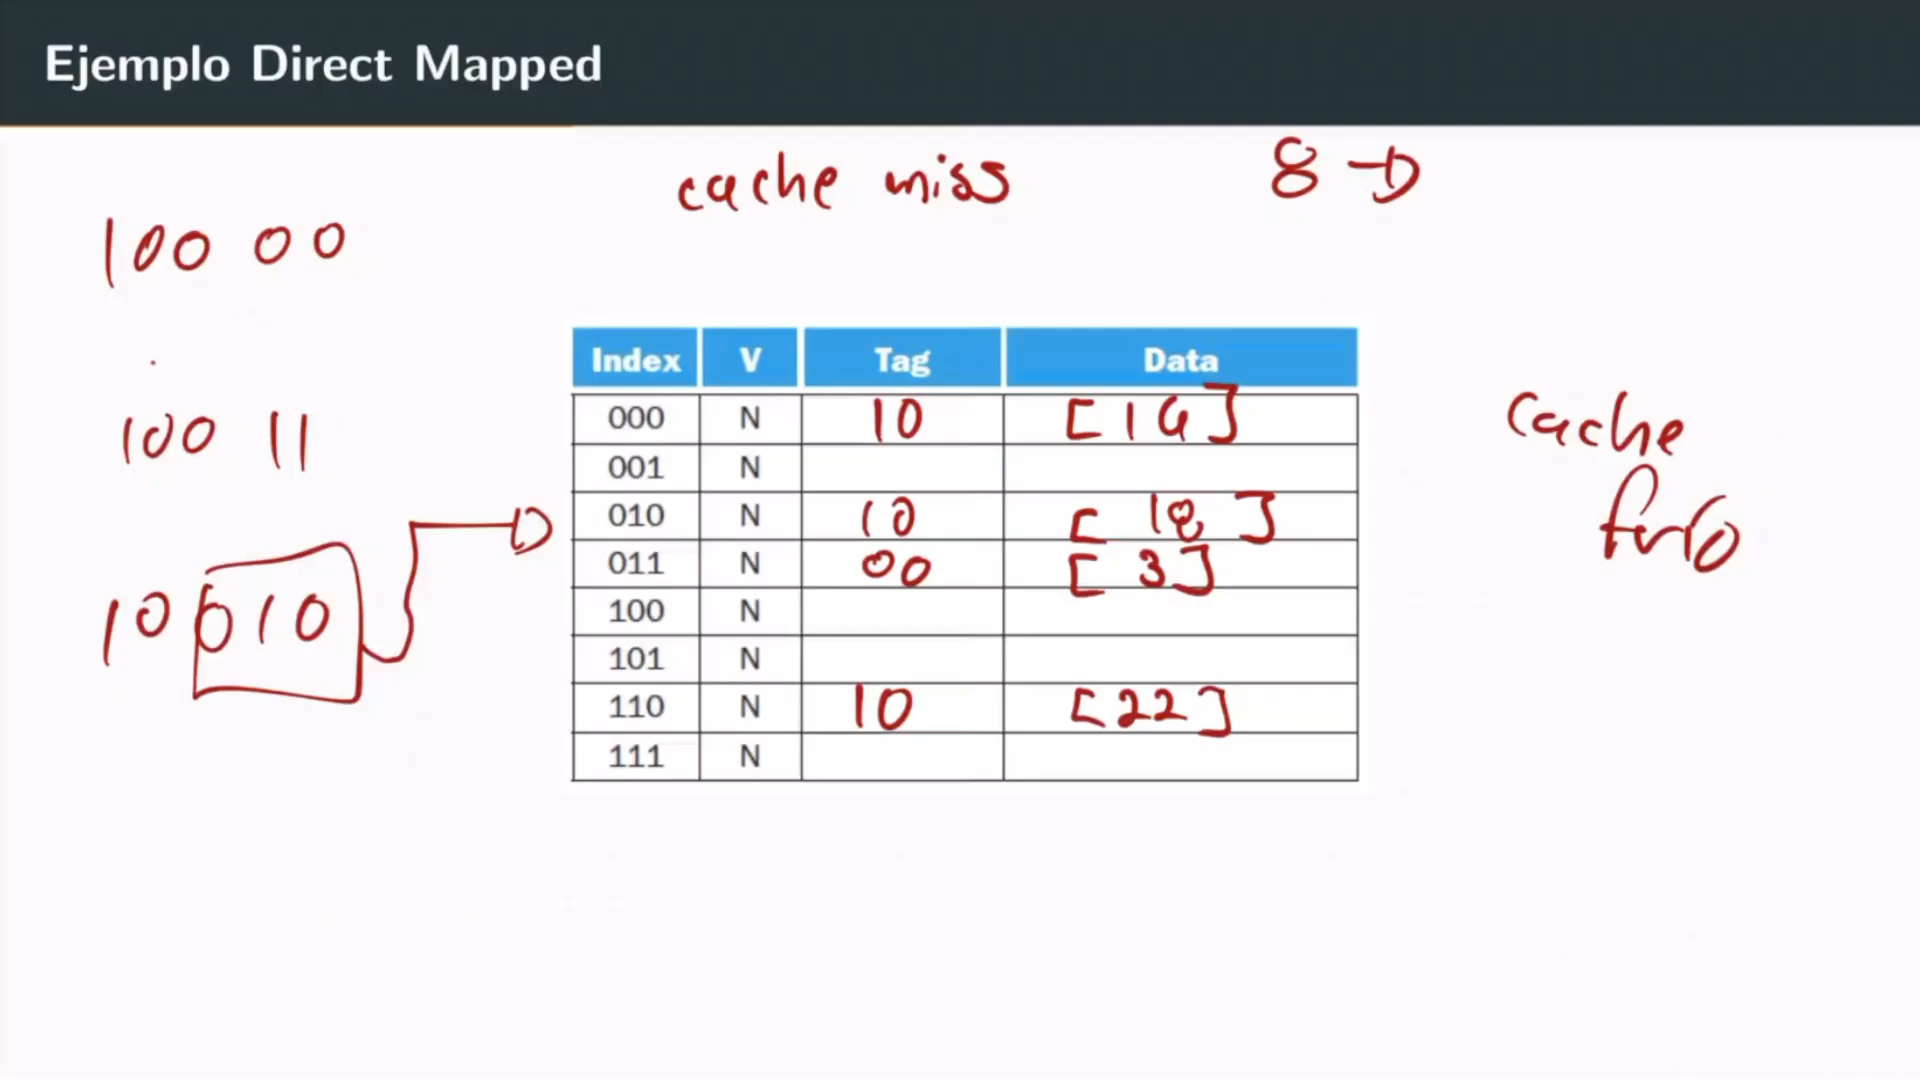 Ejemplo Direct Mapped
cache miss 8
100 00
100 11
10 010
Index V Tag Data
000 N 10 [16]
001 N
010 N 10 [18]
011 N 00 [3]
100 N
101 N
110 N 10 [22]
111 N
cache
frío